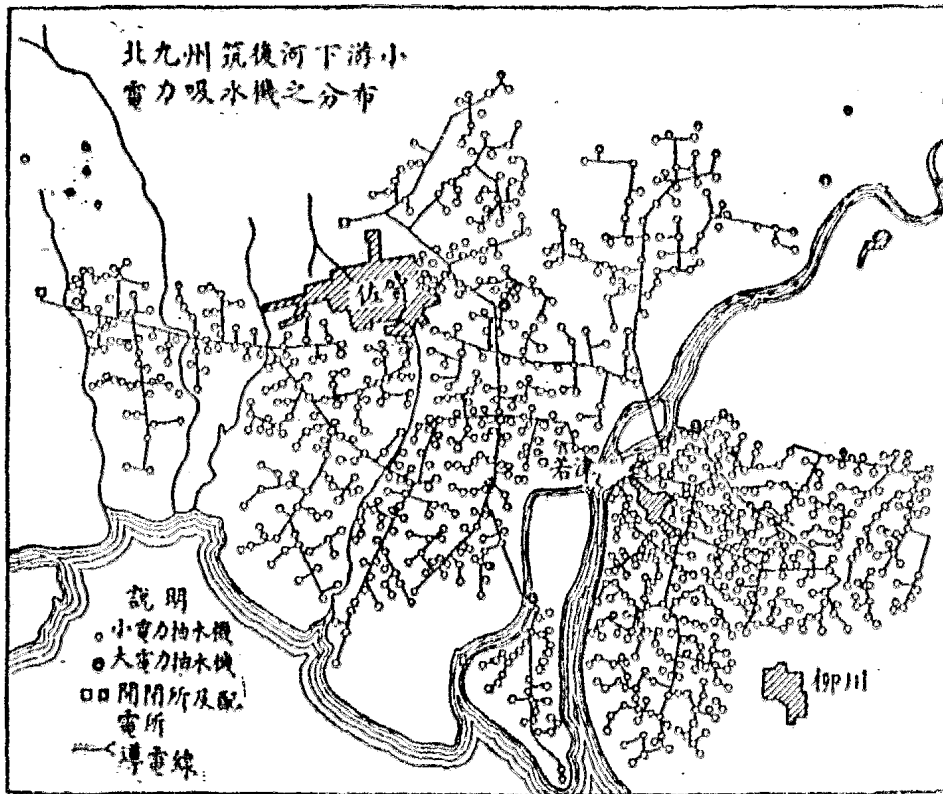 北九州筑後河下游小
電力吸水機之分布
佐賀
若津
柳川
説明
小電力抽水機
大電力抽水機
開閉所及配
電所
導電線